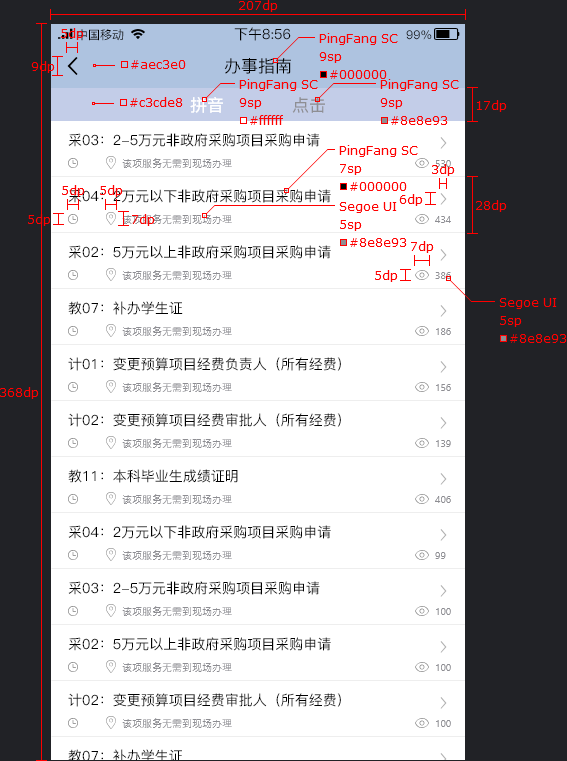 207dp
5dp
中国移动
下午8:56
99%
PingFang SC
9sp
#000000
9dp
#aec3e0
办事指南
#c3cde8
PingFang SC
9sp
#ffffff
PingFang SC
9sp
#8e8e93
拼音
点击
17dp
采03：2-5万元非政府采购项目采购申请
该项服务无需到现场办理
530
PingFang SC
7sp
#000000
3dp
采04：2万元以下非政府采购项目采购申请
5dp
5dp
6dp
28dp
5dp
7dp
该项服务无需到现场办理
434
Segoe UI
5sp
#8e8e93
采02：5万元以上非政府采购项目采购申请
7dp
5dp
该项服务无需到现场办理
386
Segoe UI
5sp
#8e8e93
教07：补办学生证
该项服务无需到现场办理
186
计01：变更预算项目经费负责人（所有经费）
该项服务无需到现场办理
156
368dp
计02：变更预算项目经费审批人（所有经费）
该项服务无需到现场办理
139
教11：本科毕业生成绩证明
该项服务无需到现场办理
406
采04：2万元以下非政府采购项目采购申请
该项服务无需到现场办理
99
采03：2-5万元非政府采购项目采购申请
该项服务无需到现场办理
100
采02：5万元以上非政府采购项目采购申请
该项服务无需到现场办理
100
计02：变更预算项目经费审批人（所有经费）
该项服务无需到现场办理
100
教07：补办学生证